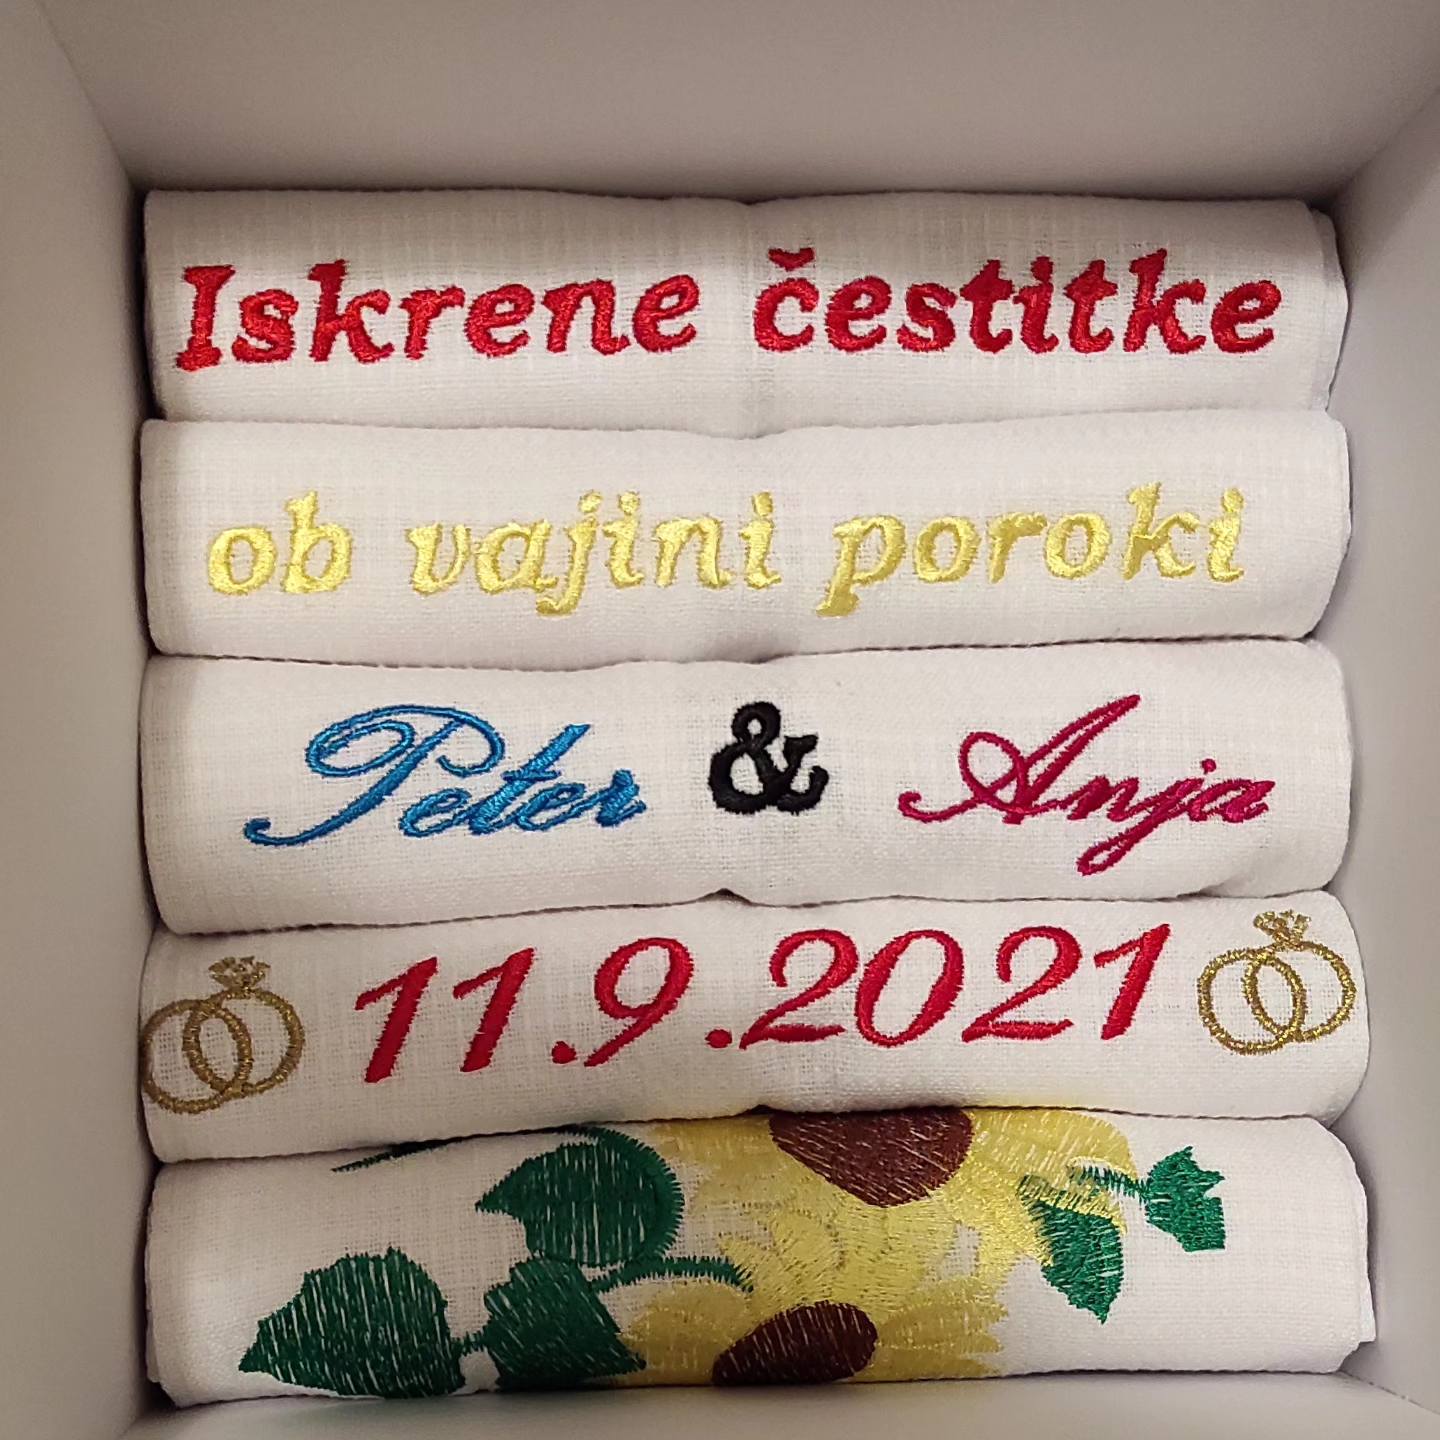 Iskrene čestitke
ob vajini poroki
Peter & Anja
11.9.2021